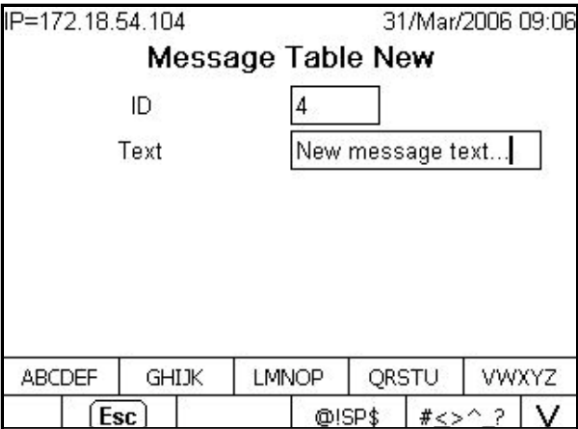 IP=172.18.54.104 31/Mar/2006 09:06
Message Table New
ID 4
Text New message text...
ABCDEF GHIJK LMNOP QRSTU VWXYZ
Esc @!SP$ #<>^_? V